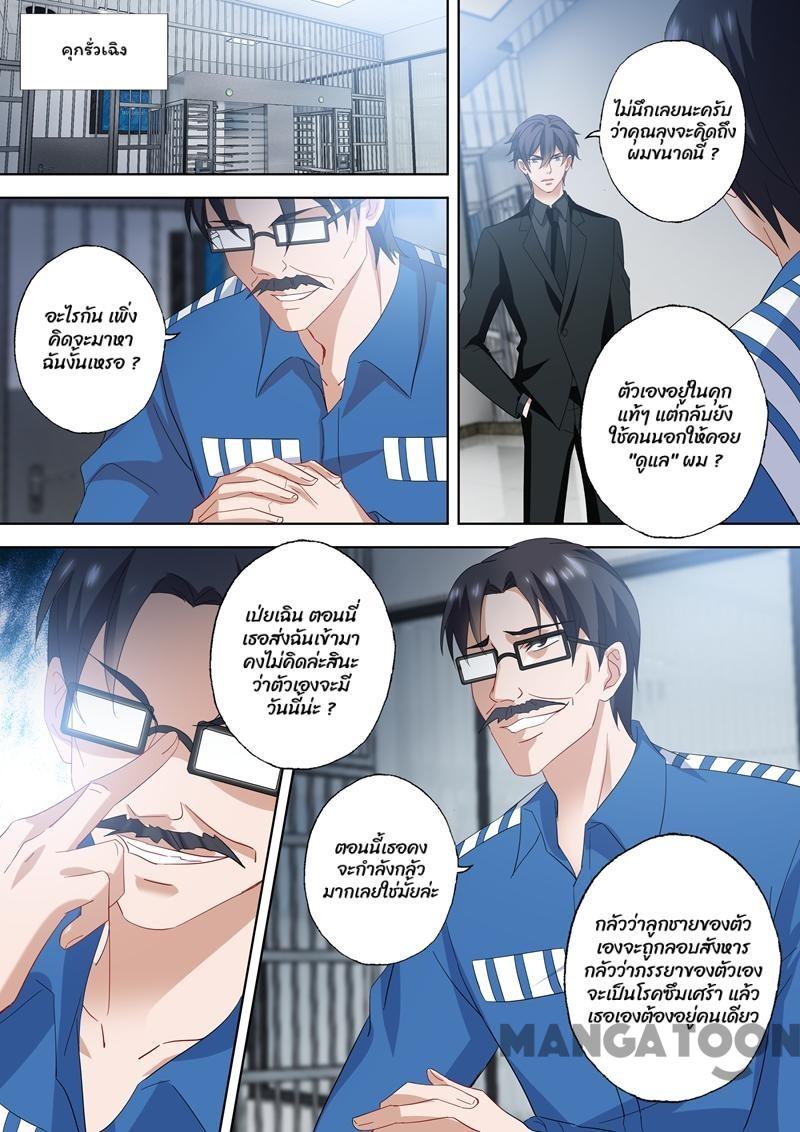 คุกรั่วเฉิง
ไม่นึกเลยนะครับ
ว่าคุณลุงจะคิดถึง
ผมขนาดนี้ ?
อะไรกัน เพิ่ง
คิดจะมาหา
ฉันงั้นเหรอ ?
ตัวเองอยู่ในคุก
แท้ๆ แต่กลับยัง
ใช้คนนอกให้คอย
"ดูแล" ผม ?
เป่ยเฉิน ตอนนี้
เธอส่งฉันเข้ามา
คงไม่คิดล่ะสินะ
ว่าตัวเองจะมี
วันนี้น่ะ ?
ตอนนี้เธอคง
จะกำลังกลัว
มากเลยใช่มั้ยล่ะ
กลัวว่าลูกชายของตัว
เองจะถูกลอบสังหาร
กลัวว่าภรรยาของตัวเอง
จะเป็นโรคซึมเศร้า แล้ว
เธอเองต้องอยู่คนเดียว
MANGATOON